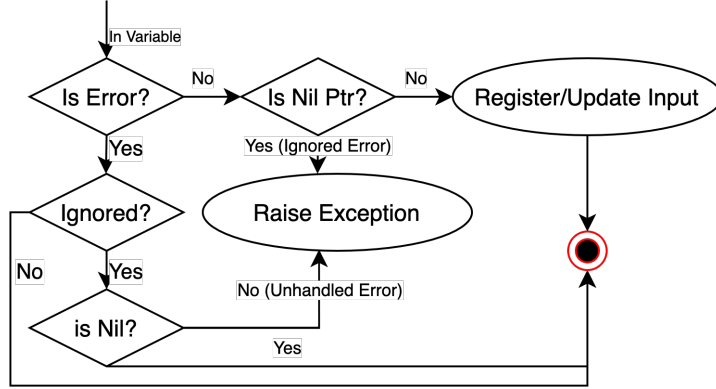 In Variable
Is Error?
No
Is Nil Ptr?
No
Register/Update Input
Yes
Yes (Ignored Error)
Ignored?
Raise Exception
No
Yes
No (Unhandled Error)
is Nil?
Yes